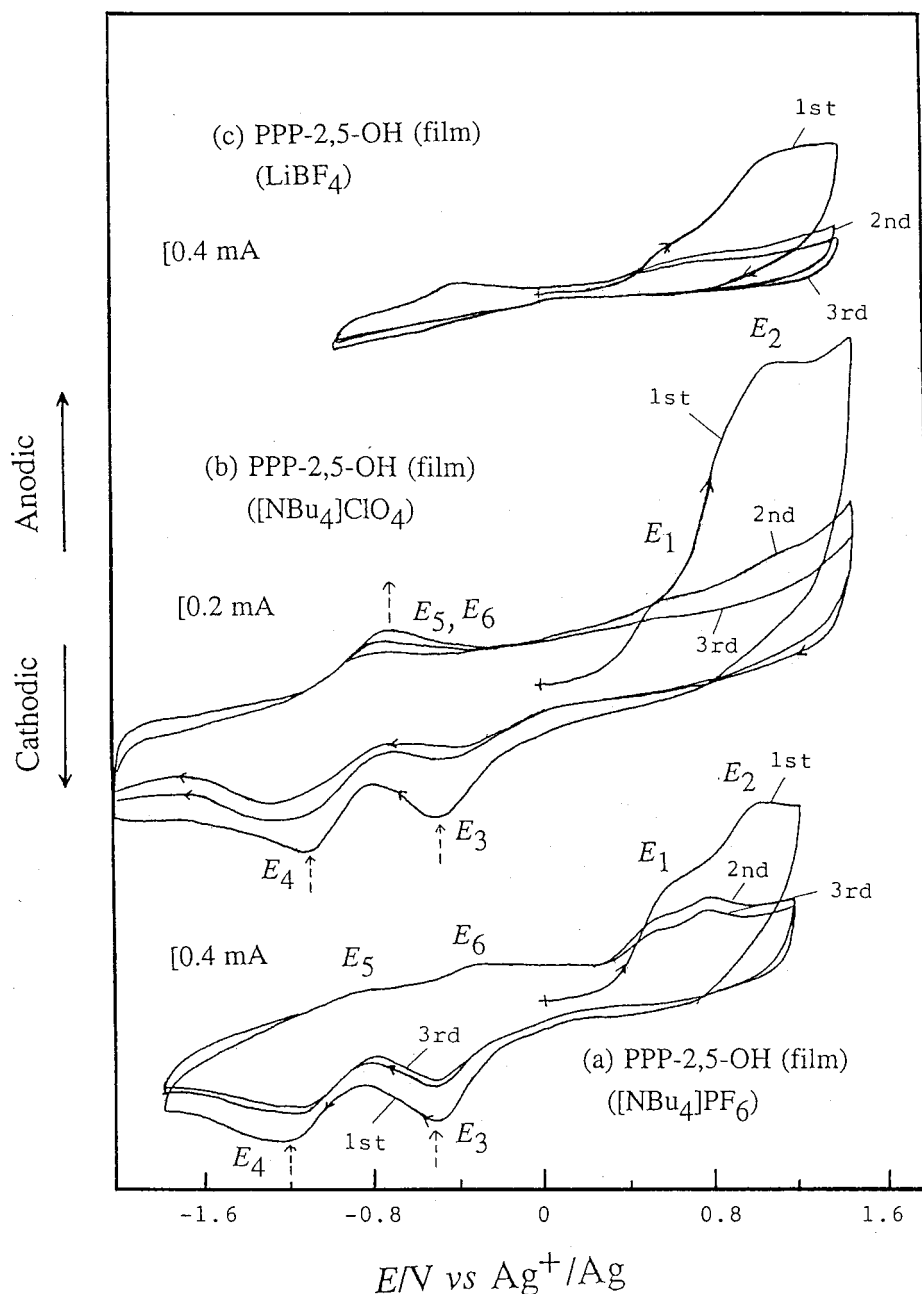 1st
(c) PPP-2,5-OH (film)
(LiBF4)
2nd
[0.4 mA
3rd
E2
1st
(b) PPP-2,5-OH (film)
([NBu4]ClO4)
2nd
E1
[0.2 mA
E5, E6
3rd
Anodic
Cathodic
E3
E4
E2
1st
E1
2nd
3rd
[0.4 mA
E5
E6
3rd
(a) PPP-2,5-OH (film)
([NBu4]PF6)
1st
E3
E4
-1.6 -0.8 0 0.8 1.6
E/V vs Ag+/Ag